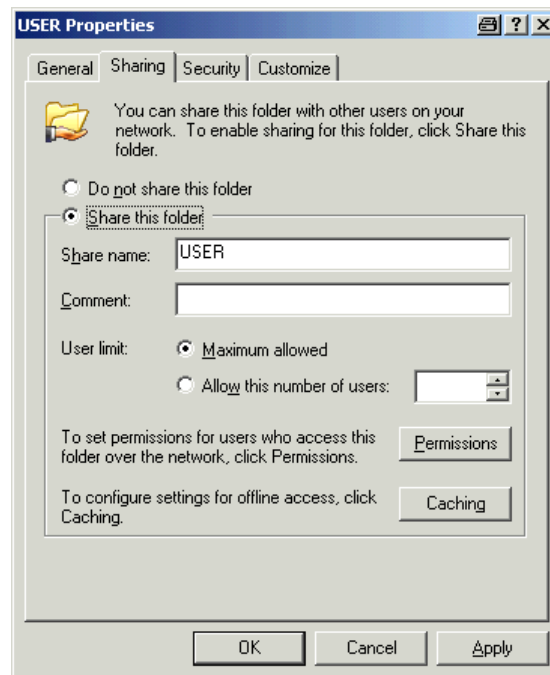 USER Properties
?
General Sharing Security Customize
You can share this folder with other users on your
network. To enable sharing for this folder, click Share this
folder.
Do not share this folder
Share this folder
Share name: USER
Comment:
User limit: Maximum allowed
Allow this number of users:
To set permissions for users who access this
folder over the network, click Permissions.
Permissions
To configure settings for offline access, click
Caching.
Caching
OK Cancel Apply